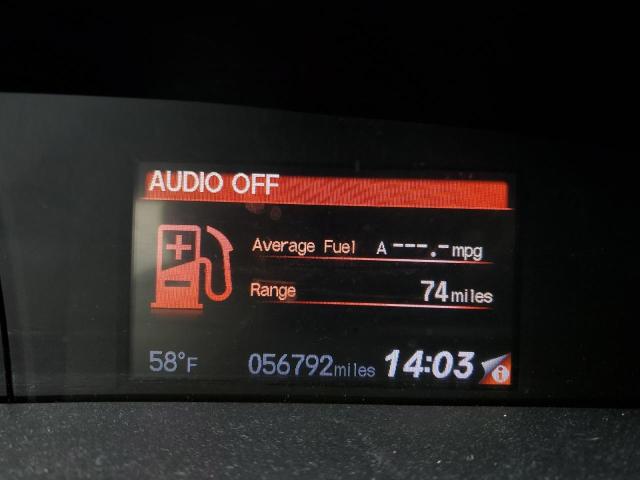 AUDIO OFF
Average Fuel A ---.- mpg
Range 74 miles
58°F 056792 miles 14:03 i